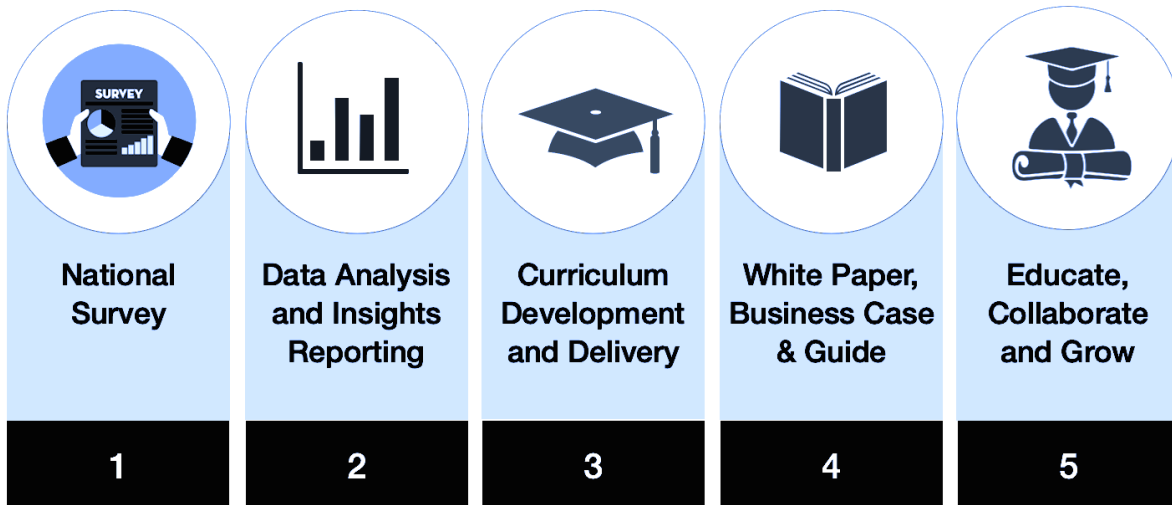 SURVEY
National
Survey
1
Data Analysis
and Insights
Reporting
2
Curriculum
Development
and Delivery
3
White Paper,
Business Case
& Guide
4
Educate,
Collaborate
and Grow
5